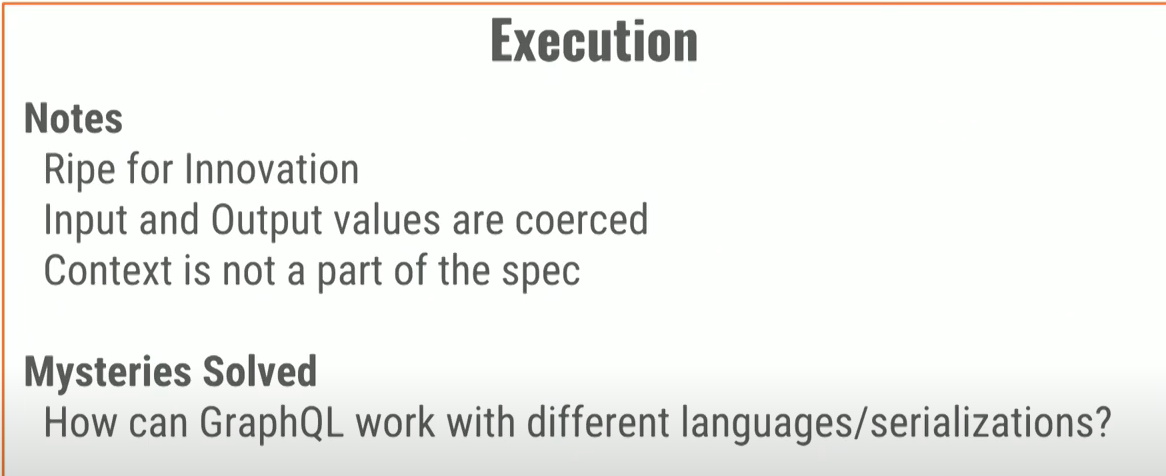 Execution
Notes
Ripe for Innovation
Input and Output values are coerced
Context is not a part of the spec
Mysteries Solved
How can GraphQL work with different languages/serializations?